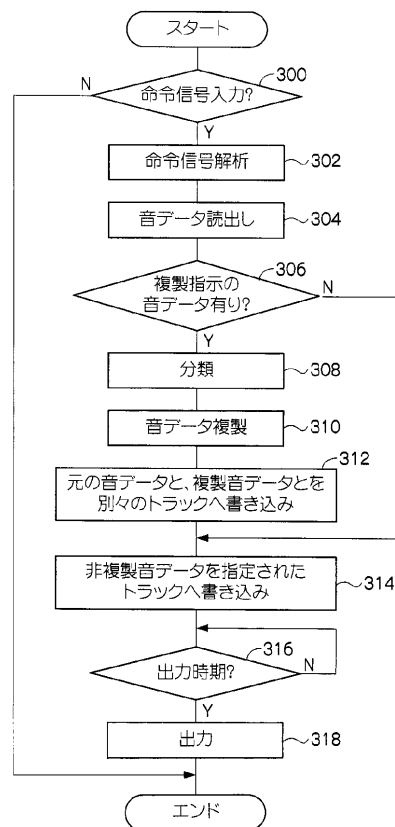 スタート
300
N
命令信号入力?
Y
命令信号解析
302
音データ読出し
304
306
複製指示の
音データ有り?
N
Y
分類
308
音データ複製
310
312
元の音データと、複製音データとを
別々のトラックへ書き込み
非複製音データを指定された
トラックへ書き込み
314
316
出力時期?
N
Y
出力
318
エンド